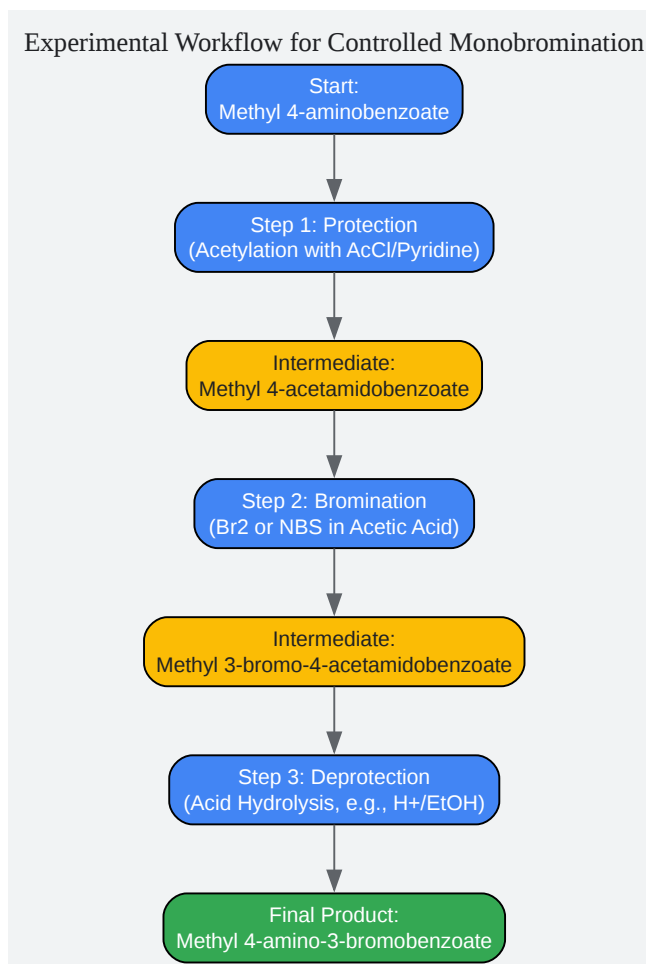 Experimental Workflow for Controlled Monobromination
Start:
Methyl 4-aminobenzoate
Step 1: Protection
(Acetylation with AcCl/Pyridine)
Intermediate:
Methyl 4-acetamidobenzoate
Step 2: Bromination
(Br2 or NBS in Acetic Acid)
Intermediate:
Methyl 3-bromo-4-acetamidobenzoate
Step 3: Deprotection
(Acid Hydrolysis, e.g., H+/EtOH)
Final Product:
Methyl 4-amino-3-bromobenzoate